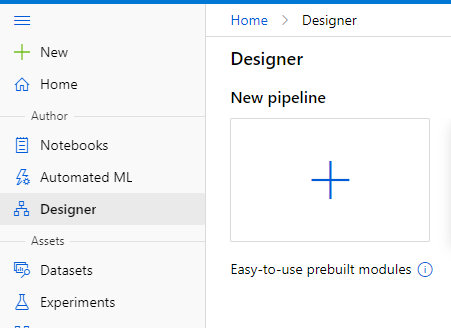 New
Home
Author
Notebooks
Automated ML
Designer
Assets
Datasets
Experiments
Home > Designer
Designer
New pipeline
Easy-to-use prebuilt modules